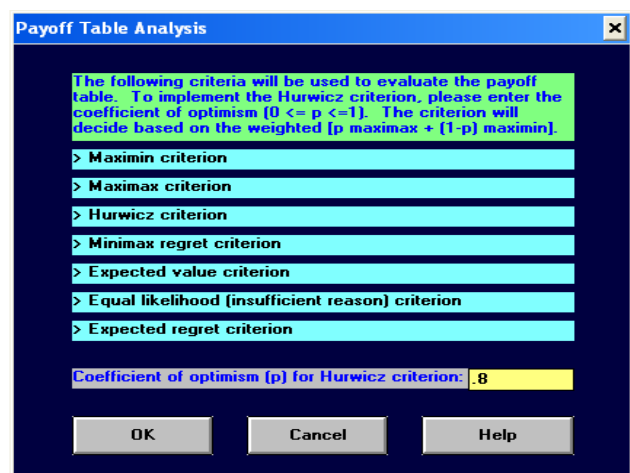 Payoff Table Analysis
The following criteria will be used to evaluate the payoff
table. To implement the Hurwicz criterion, please enter the
coefficient of optimism (0 <= p <=1). The criterion will
decide based on the weighted [p maximax + (1-p) maximin].
> Maximin criterion
> Maximax criterion
> Hurwicz criterion
> Minimax regret criterion
> Expected value criterion
> Equal likelihood (insufficient reason) criterion
> Expected regret criterion
Coefficient of optimism (p) for Hurwicz criterion: .8
OK Cancel Help